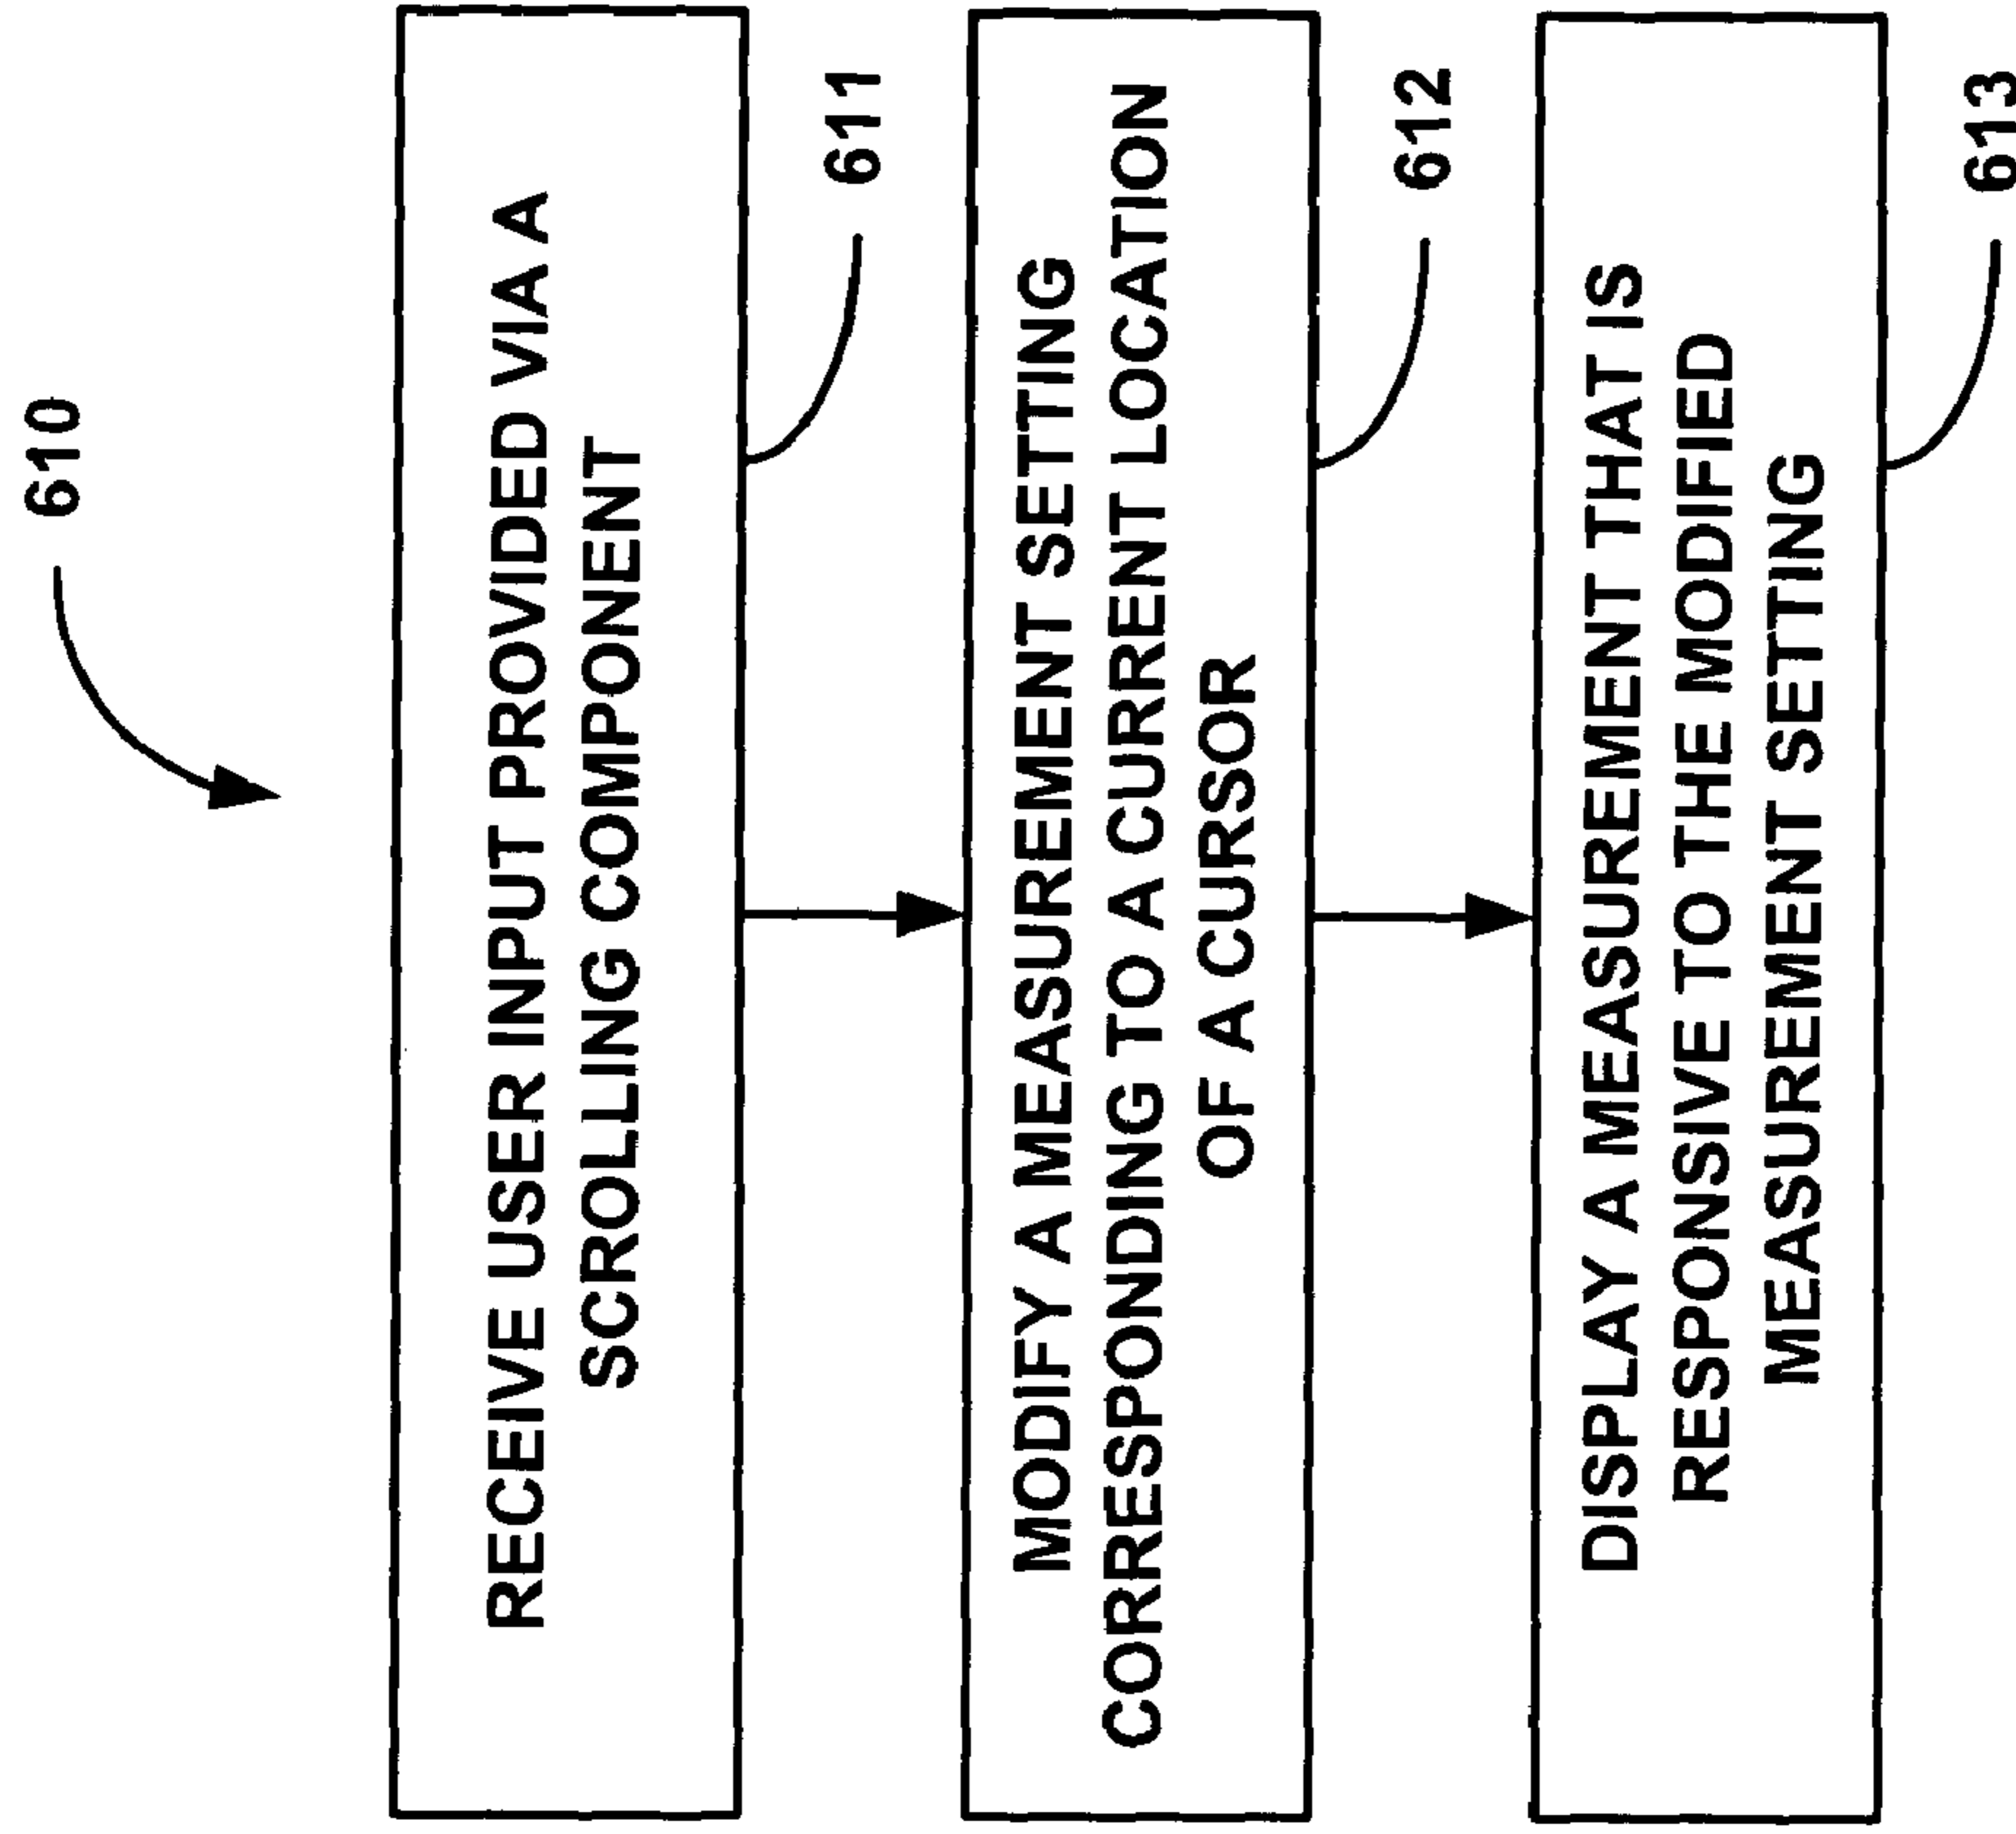 610
RECEIVE USER INPUT PROVIDED VIA A
SCROLLING COMPONENT
611
MODIFY A MEASUREMENT SETTING
CORRESPONDING TO A CURRENT LOCATION
OF A CURSOR
612
DISPLAY A MEASUREMENT THAT IS
RESPONSIVE TO THE MODIFIED
MEASUREMENT SETTING
613